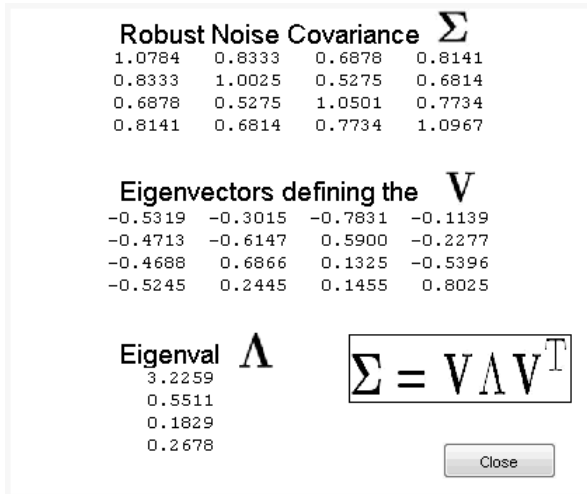 Robust Noise Covariance Σ
1.0784 0.8333 0.6878 0.8141
0.8333 1.0025 0.5275 0.6814
0.6878 0.5275 1.0501 0.7734
0.8141 0.6814 0.7734 1.0967
Eigenvectors defining the V
-0.5319 -0.3015 -0.7831 -0.1139
-0.4713 -0.6147 0.5900 -0.2277
-0.4688 0.6866 0.1325 -0.5396
-0.5245 0.2445 0.1455 0.8025
Eigenval Λ
3.2259
0.5511
0.1829
0.2678
Σ = VΛV^T
Close